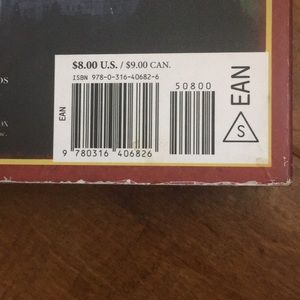 $8.00 U.S. / $9.00 CAN.
ISBN 978-0-316-40682-6
50800
EAN
EAN
S
9 780316 406826